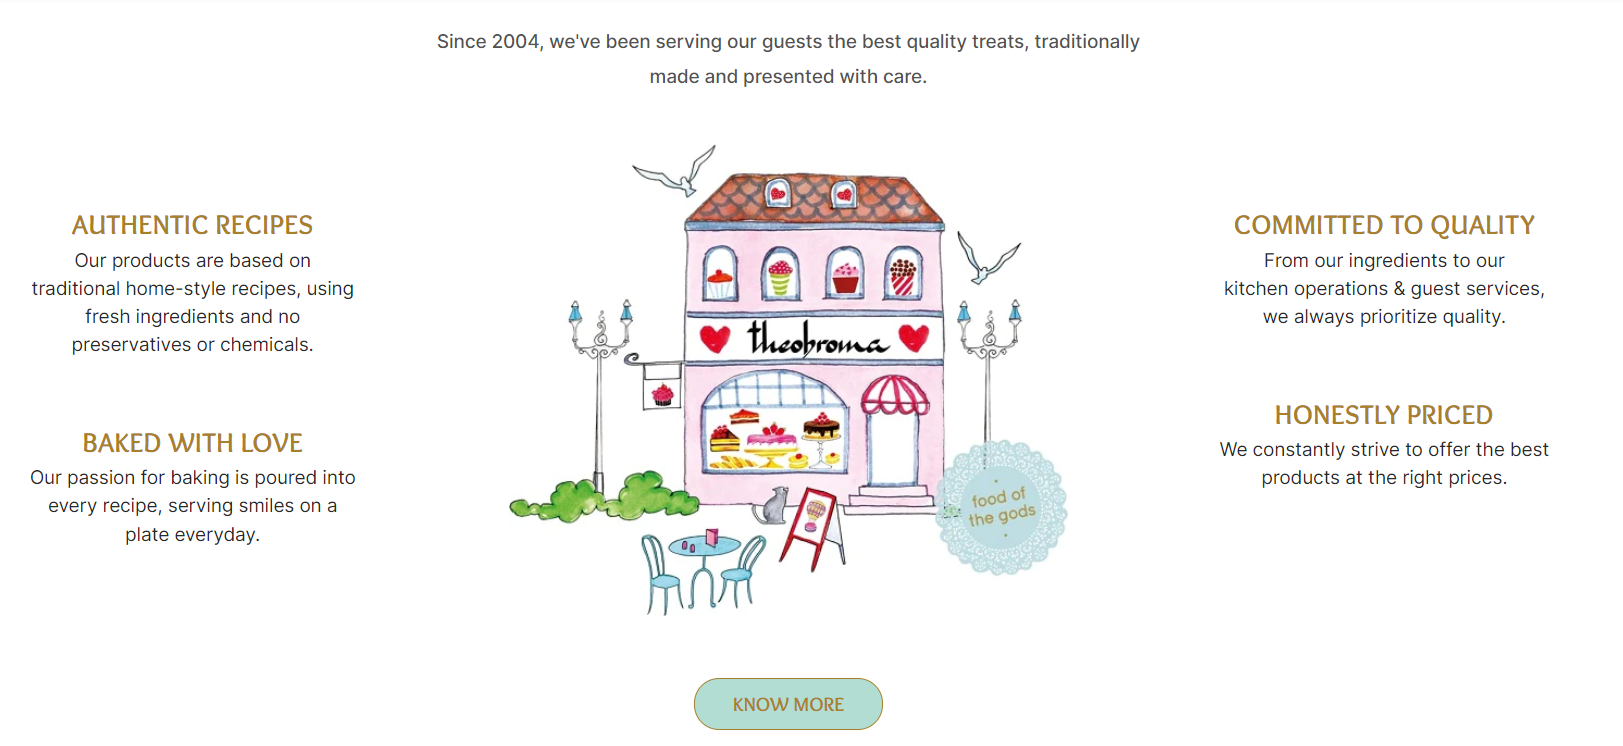 Since 2004, we've been serving our guests the best quality treats, traditionally
made and presented with care.
AUTHENTIC RECIPES
Our products are based on
traditional home-style recipes, using
fresh ingredients and no
preservatives or chemicals.
BAKED WITH LOVE
Our passion for baking is poured into
every recipe, serving smiles on a
plate everyday.
theobroma
food of
the gods
COMMITTED TO QUALITY
From our ingredients to our
kitchen operations & guest services,
we always prioritize quality.
HONESTLY PRICED
We constantly strive to offer the best
products at the right prices.
KNOW MORE